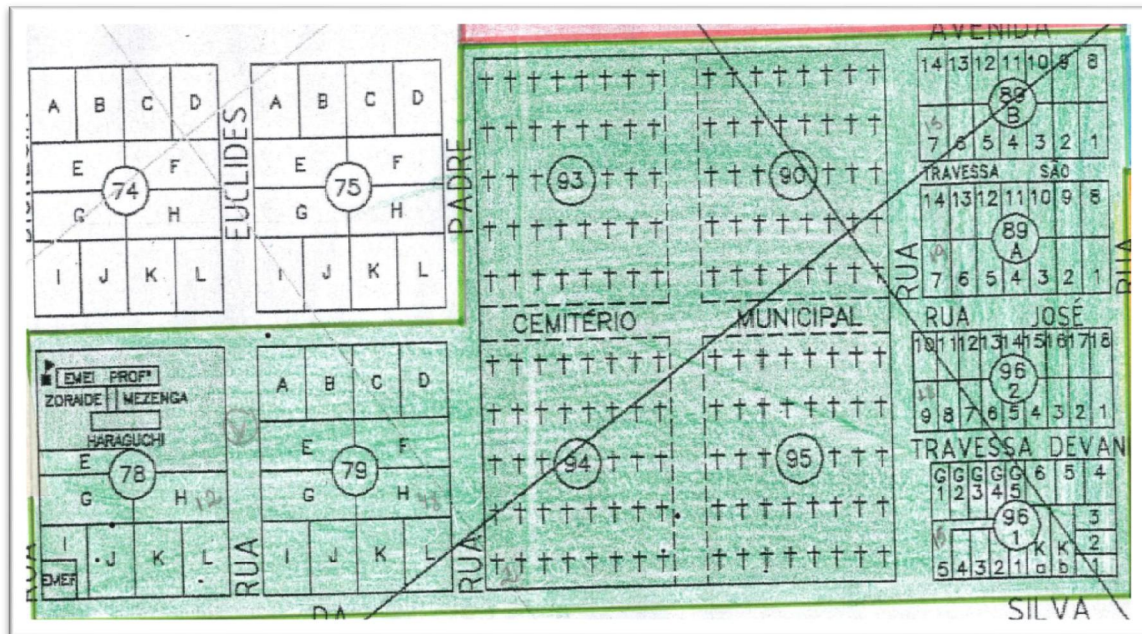 AVENIDA
A B C D
E F
74
G H
I J K L
EUCLIDES
A B C D
E F
75
G H
I J K L
PADRE
93
90
CEMITÉRIO MUNICIPAL
94
95
14 13 12 11 10 9 8
89
B
7 6 5 4 3 2 1
TRAVESSA SÃO
14 13 12 11 10 9 8
89
A
7 6 5 4 3 2 1
RUA
RUA
RUA JOSÉ
10 11 12 13 14 15 16 17 18
96
2
9 8 7 6 5 4 3 2 1
TRAVESSA DEVAN
G G G G G 6 5 4
1 2 3 4 5
96
1
3
2
5 4 3 2 1 K K 1
a b
EMEI PROFª
ZORAIDE MEZENGA
HARAGUCHI
E
78
G H 12
I J K L
EMEF
RUA
A B C D
E F
79
G H 48
I J K L
RUA
RUA
DA SILVA